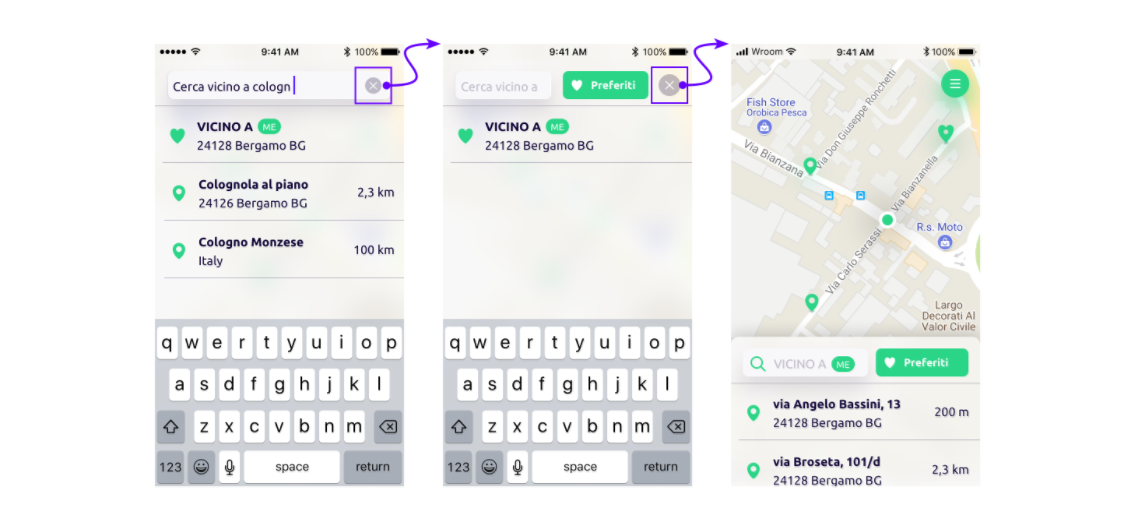 9:41 AM
100%
Cerca vicino a cologn
VICINO A ME
24128 Bergamo BG
Colognola al piano
24126 Bergamo BG
2,3 km
Cologno Monzese
Italy
100 km
q w e r t y u i o p
a s d f g h j k l
z x c v b n m
123 space return
9:41 AM
100%
Cerca vicino a
Preferiti
VICINO A ME
24128 Bergamo BG
q w e r t y u i o p
a s d f g h j k l
z x c v b n m
123 space return
Wroom
9:41 AM
100%
Fish Store
Orobica Pesca
Via Don Giuseppe Ronchetti
Via Bianzana
Via Bianzanella
R.s. Moto
Via Carlo Serassi
Largo
Decorati Al
Valor Civile
VICINO A ME
Preferiti
via Angelo Bassini, 13
24128 Bergamo BG
200 m
via Broseta, 101/d
24128 Bergamo BG
2,3 km